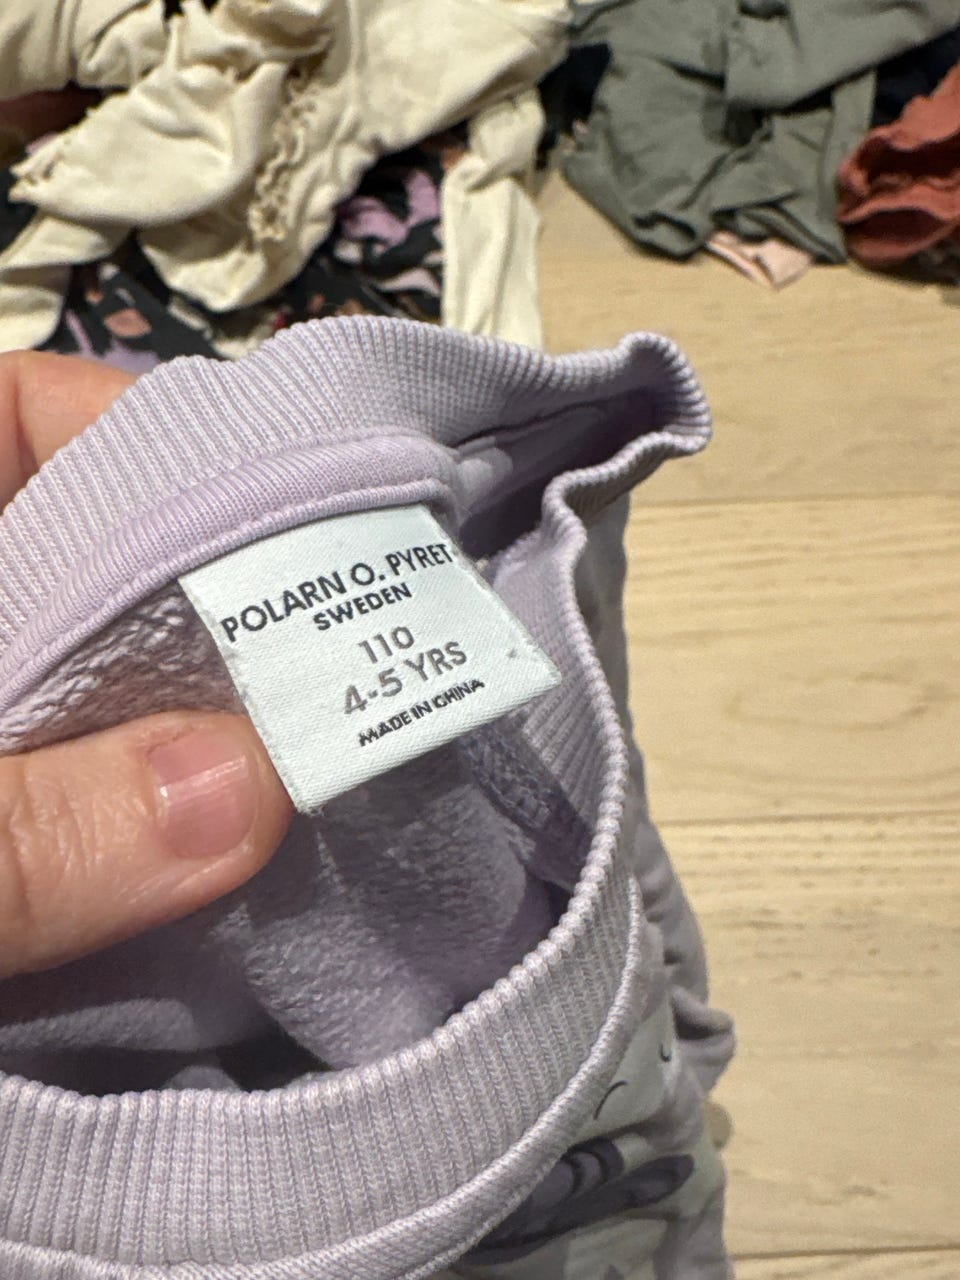 POLARN O. PYRET
SWEDEN
110
4-5 YRS
MADE IN CHINA